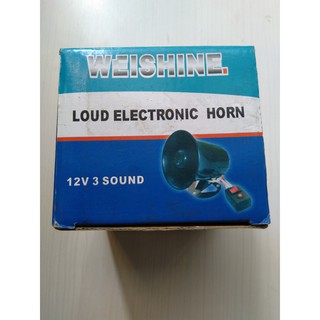 WEISHINE.
LOUD ELECTRONIC HORN
12V 3 SOUND